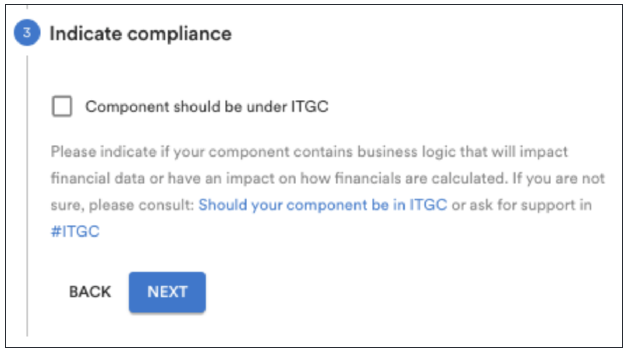 3 Indicate compliance
Component should be under ITGC
Please indicate if your component contains business logic that will impact
financial data or have an impact on how financials are calculated. If you are not
sure, please consult: Should your component be in ITGC or ask for support in
#ITGC
BACK NEXT